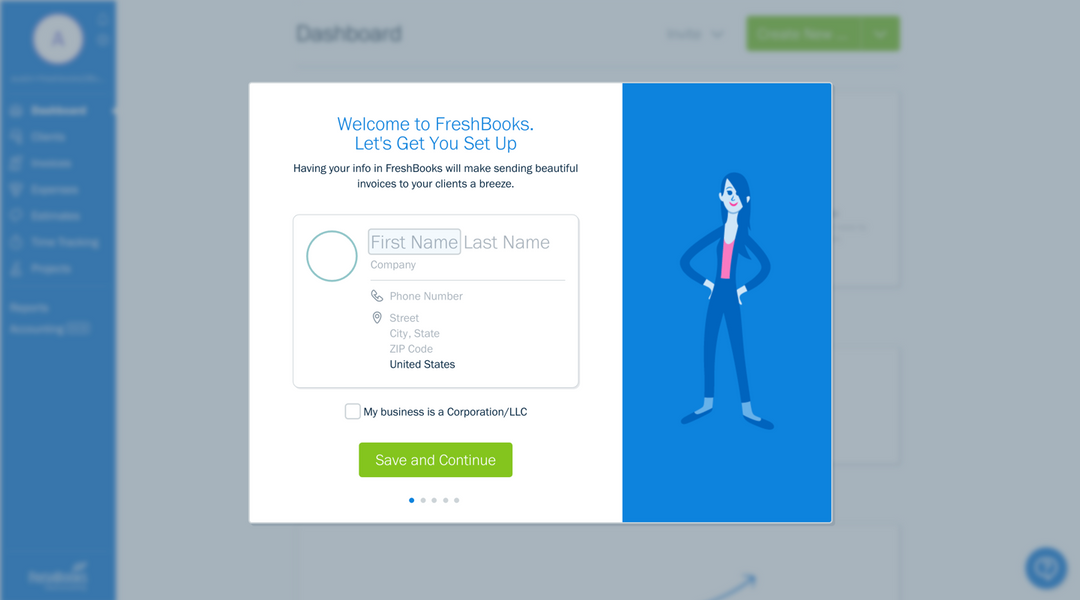 A
Dashboard
Invite
Create New ...
Dashboard
Clients
Invoices
Expenses
Estimates
Time Tracking
Projects
Reports
Accounting
FreshBooks
Welcome to FreshBooks.
Let's Get You Set Up
Having your info in FreshBooks will make sending beautiful
invoices to your clients a breeze.
First Name Last Name
Company
Phone Number
Street
City, State
ZIP Code
United States
My business is a Corporation/LLC
Save and Continue